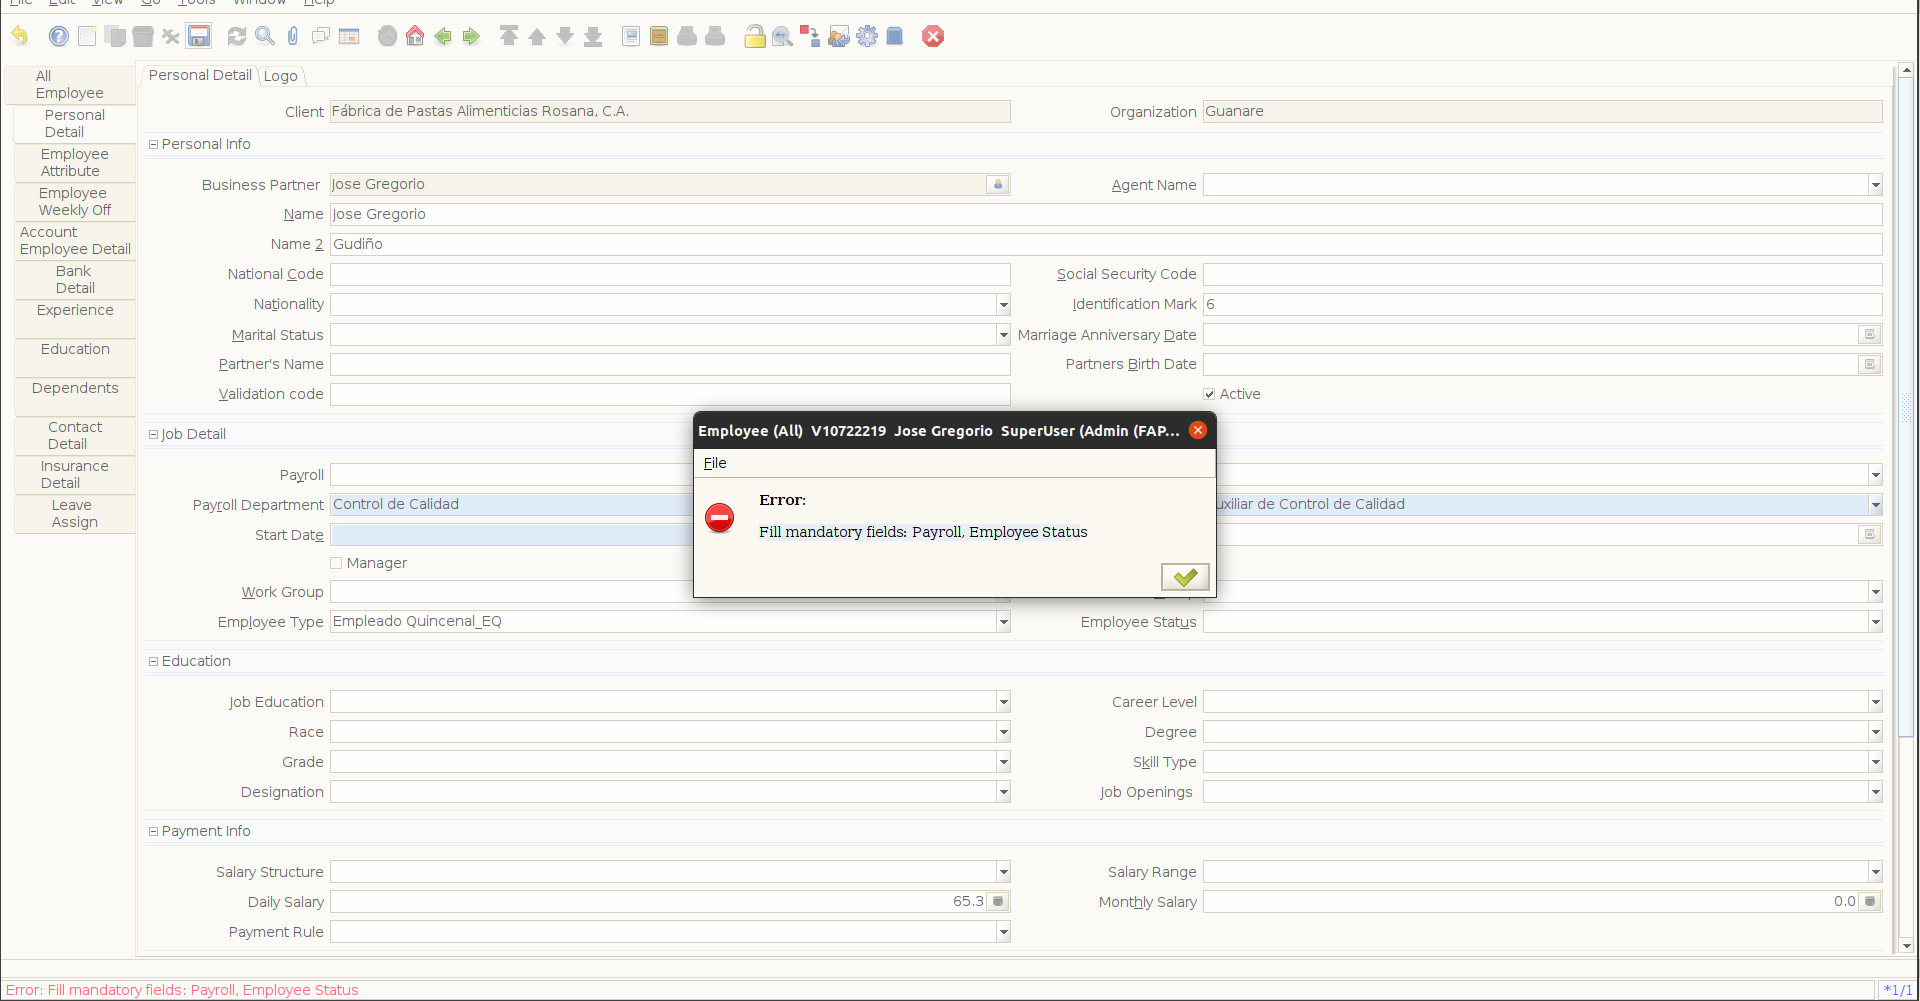 File Edit View Go Tools Window Help
All
Employee
Personal
Detail
Employee
Attribute
Employee
Weekly Off
Account
Employee Detail
Bank
Detail
Experience
Education
Dependents
Contact
Detail
Insurance
Detail
Leave
Assign
Personal Detail Logo
Client Fábrica de Pastas Alimenticias Rosana, C.A. Organization Guanare
Personal Info
Business Partner Jose Gregorio Agent Name
Name Jose Gregorio
Name 2 Gudiño
National Code Social Security Code
Nationality Identification Mark 6
Marital Status Marriage Anniversary Date
Partner's Name Partners Birth Date
Validation code Active
Job Detail
Payroll
Payroll Department Control de Calidad uxiliar de Control de Calidad
Start Date
Manager
Work Group
Employee Type Empleado Quincenal_EQ Employee Status
Employee (All) V10722219 Jose Gregorio SuperUser (Admin (FAP...
File
Error:
Fill mandatory fields: Payroll, Employee Status
Education
Job Education Career Level
Race Degree
Grade Skill Type
Designation Job Openings
Payment Info
Salary Structure Salary Range
Daily Salary 65.3 Monthly Salary 0.0
Payment Rule
Error: Fill mandatory fields: Payroll, Employee Status *1/1